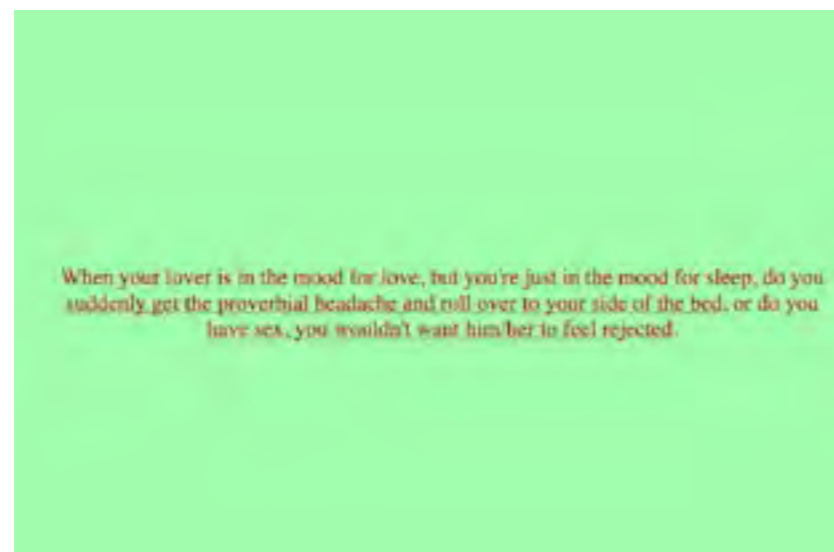 When your lover is in the mood for love, but you're just in the mood for sleep, do you
suddenly get the proverbial headache and roll over to your side of the bed, or do you
have sex, you wouldn't want him/her to feel rejected.